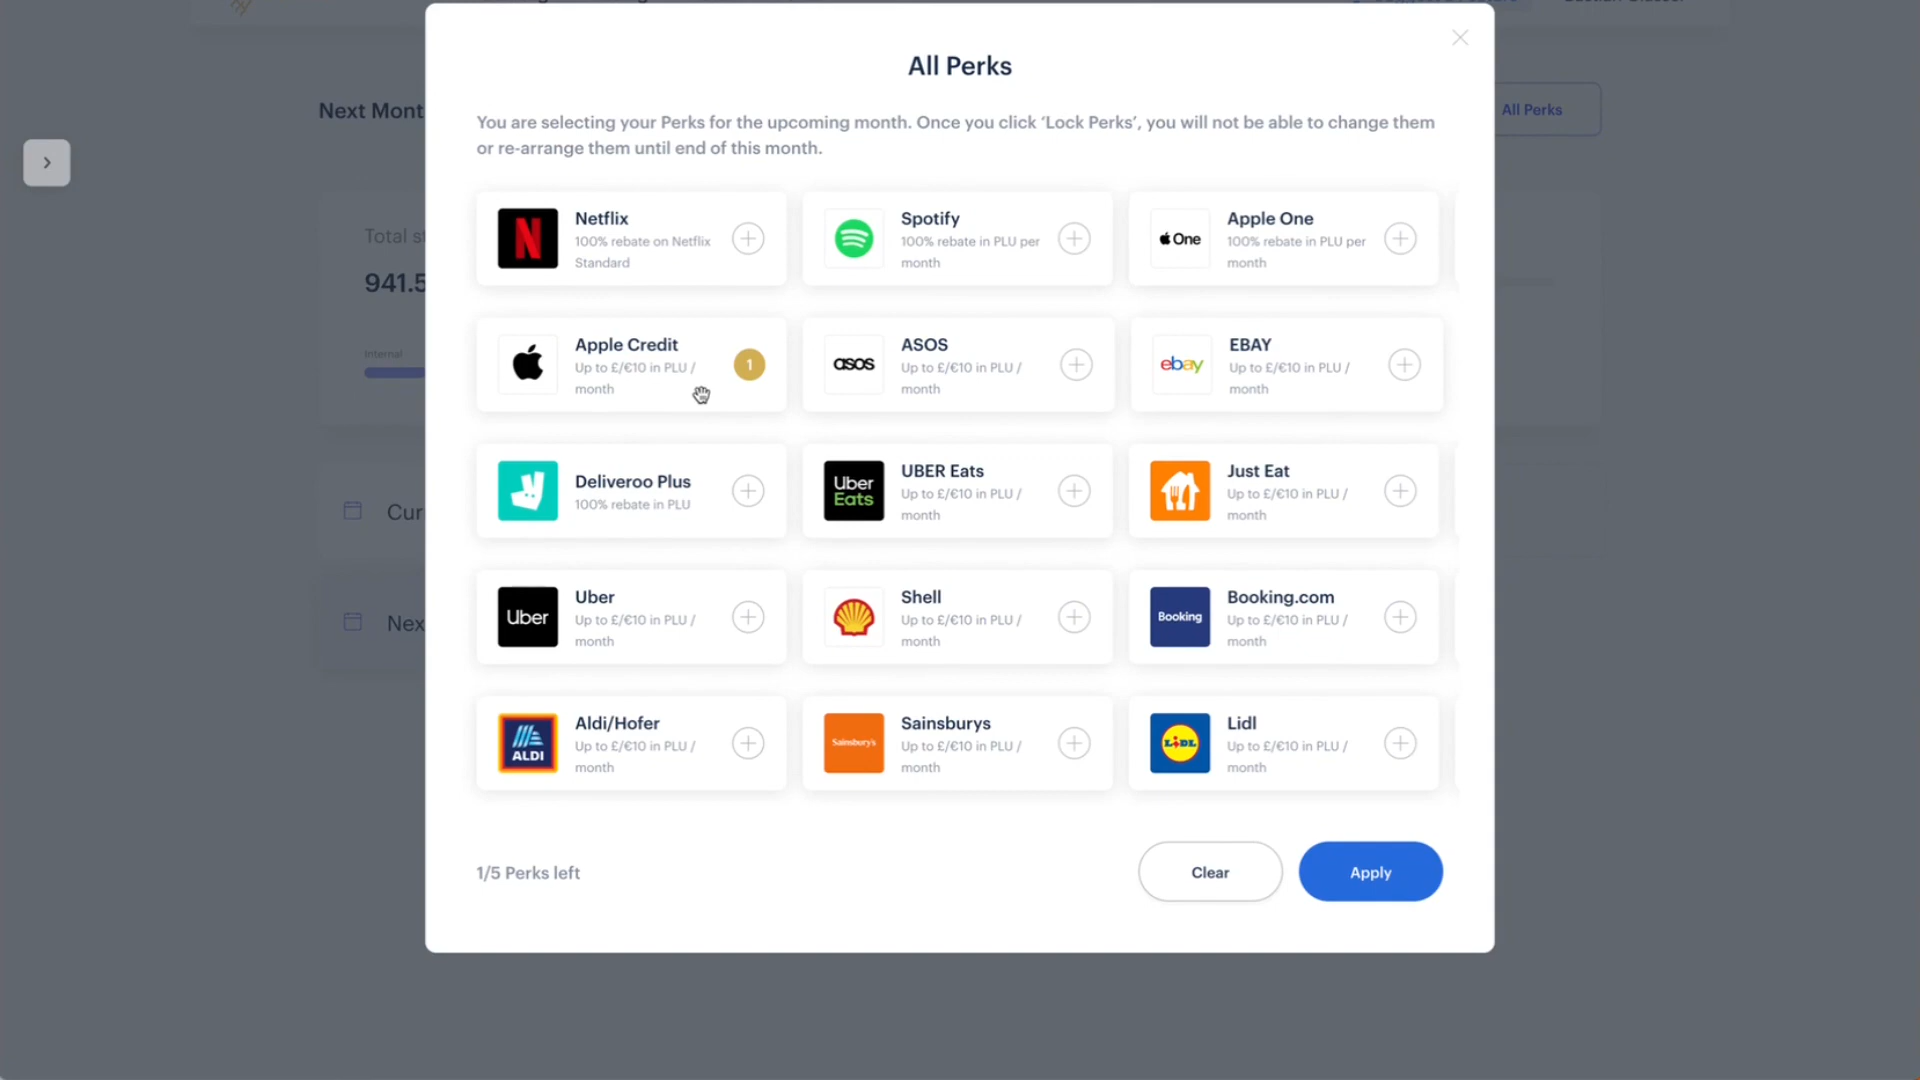 All Perks
You are selecting your Perks for the upcoming month. Once you click ‘Lock Perks’, you will not be able to change them
or re-arrange them until end of this month.
Next Mont
All Perks
Total st
941.5
Internal
Cur
Nex
N
Netflix
100% rebate on Netflix
Standard
Spotify
100% rebate in PLU per
month
One
Apple One
100% rebate in PLU per
month
Apple Credit
Up to £/€10 in PLU /
month
1
asos
ASOS
Up to £/€10 in PLU /
month
ebay
EBAY
Up to £/€10 in PLU /
month
Deliveroo Plus
100% rebate in PLU
Uber
Eats
UBER Eats
Up to £/€10 in PLU /
month
Just Eat
Up to £/€10 in PLU /
month
Uber
Uber
Up to £/€10 in PLU /
month
Shell
Up to £/€10 in PLU /
month
Booking
Booking.com
Up to £/€10 in PLU /
month
ALDI
Aldi/Hofer
Up to £/€10 in PLU /
month
Sainsbury's
Sainsburys
Up to £/€10 in PLU /
month
LIDL
Lidl
Up to £/€10 in PLU /
month
1/5 Perks left
Clear
Apply